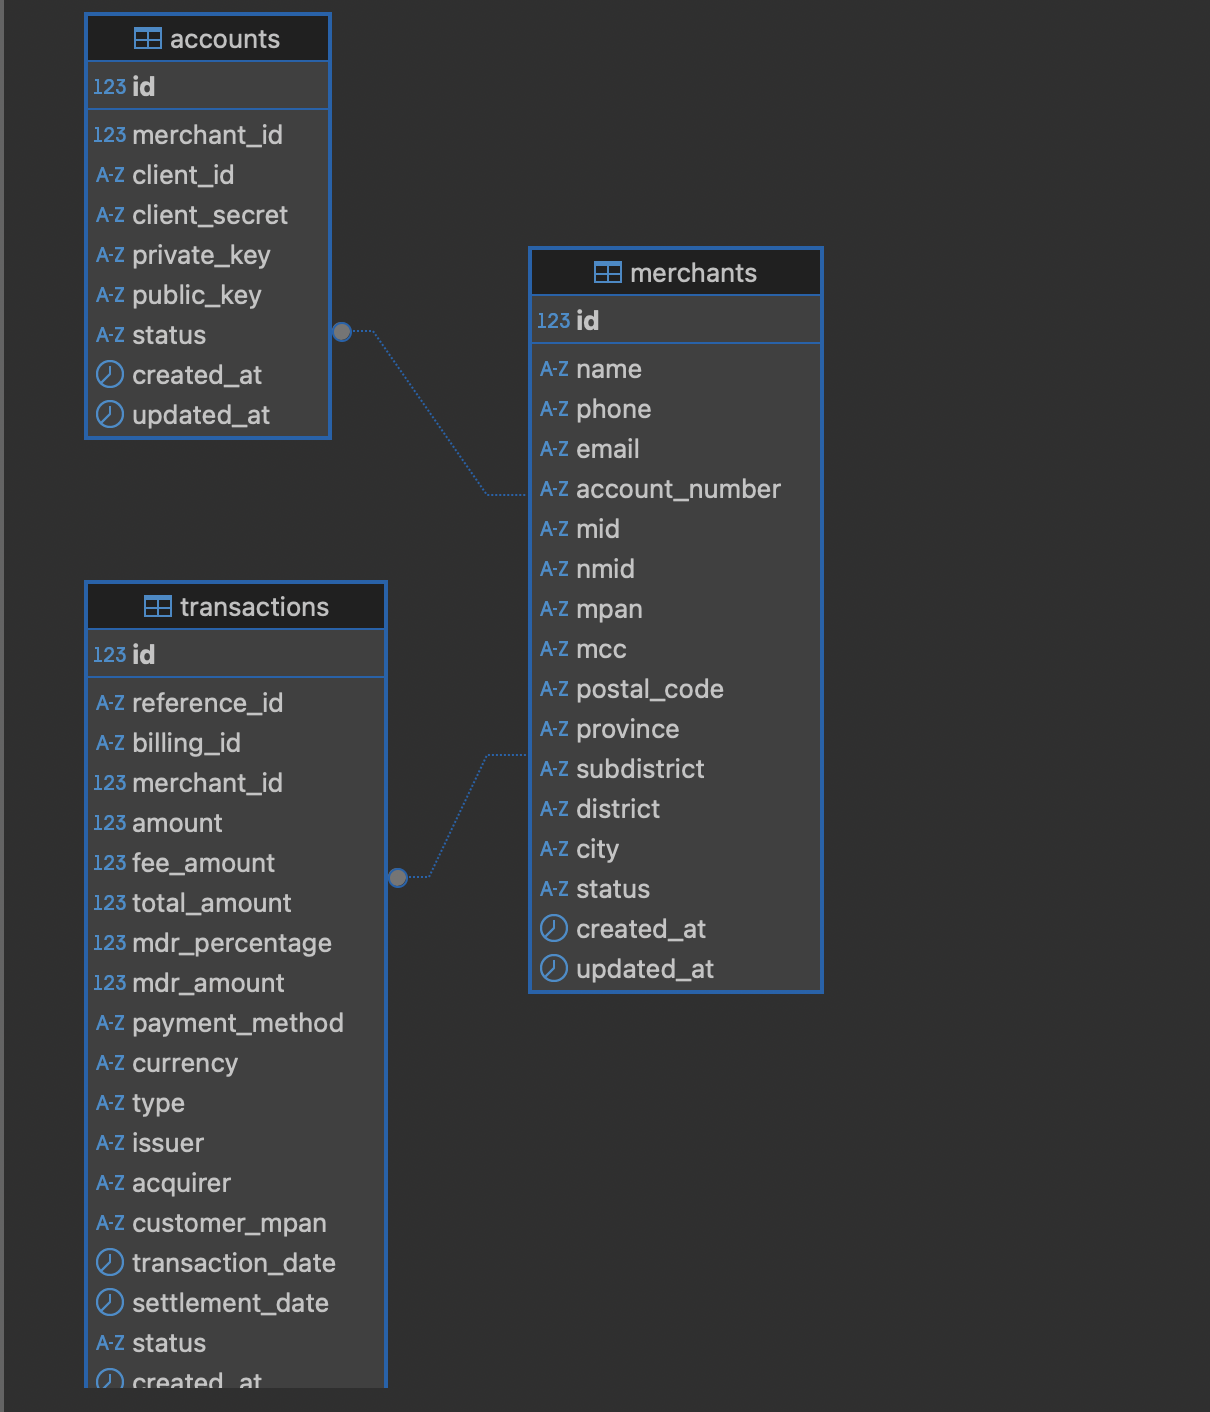 accounts
123 id
123 merchant_id
A-Z client_id
A-Z client_secret
A-Z private_key
A-Z public_key
A-Z status
created_at
updated_at
merchants
123 id
A-Z name
A-Z phone
A-Z email
A-Z account_number
A-Z mid
A-Z nmid
A-Z mpan
A-Z mcc
A-Z postal_code
A-Z province
A-Z subdistrict
A-Z district
A-Z city
A-Z status
created_at
updated_at
transactions
123 id
A-Z reference_id
A-Z billing_id
123 merchant_id
123 amount
123 fee_amount
123 total_amount
123 mdr_percentage
123 mdr_amount
A-Z payment_method
A-Z currency
A-Z type
A-Z issuer
A-Z acquirer
A-Z customer_mpan
transaction_date
settlement_date
A-Z status
created_at